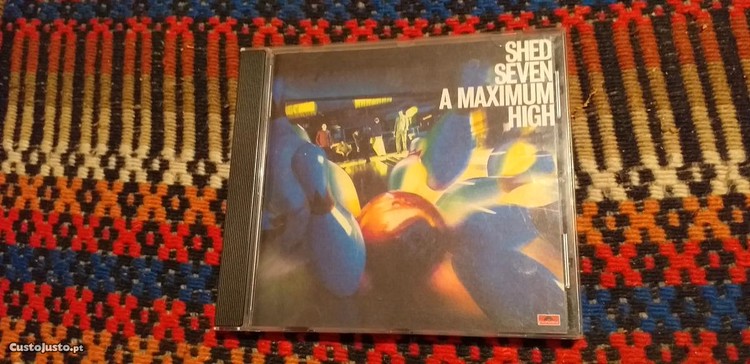 SHED
SEVEN
A MAXIMUM
HIGH
CustoJusto.pt